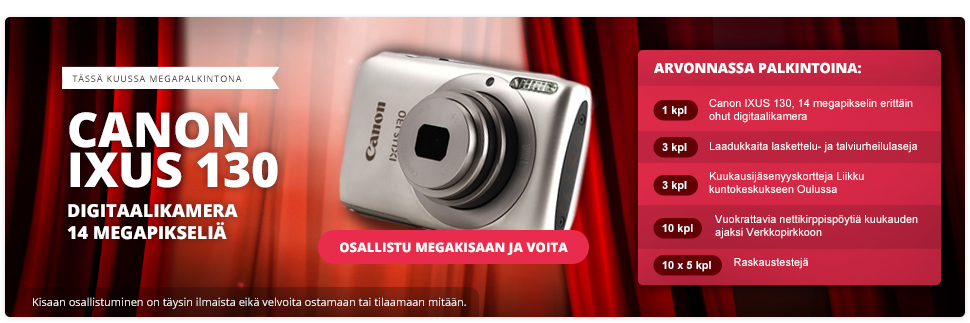 TÄSSÄ KUUSSA MEGAPALKINTONA
CANON
IXUS 130
DIGITAALIKAMERA
14 MEGAPIKSELIÄ
Canon
IXUS 130
OSALLISTU MEGAKISAAN JA VOITA
Kisaan osallistuminen on täysin ilmaista eikä velvoita ostamaan tai tilaamaan mitään.
ARVONNASSA PALKINTOINA:
1 kpl
Canon IXUS 130, 14 megapikselin erittäin
ohut digitaalikamera
3 kpl
Laadukkaita laskettelu- ja talviurheilulaseja
3 kpl
Kuukausijäsenyyskortteja Liikku
kuntokeskukseen Oulussa
10 kpl
Vuokrattavia nettikirppispöytiä kuukauden
ajaksi Verkkopirkkoon
10 x 5 kpl
Raskaustestejä